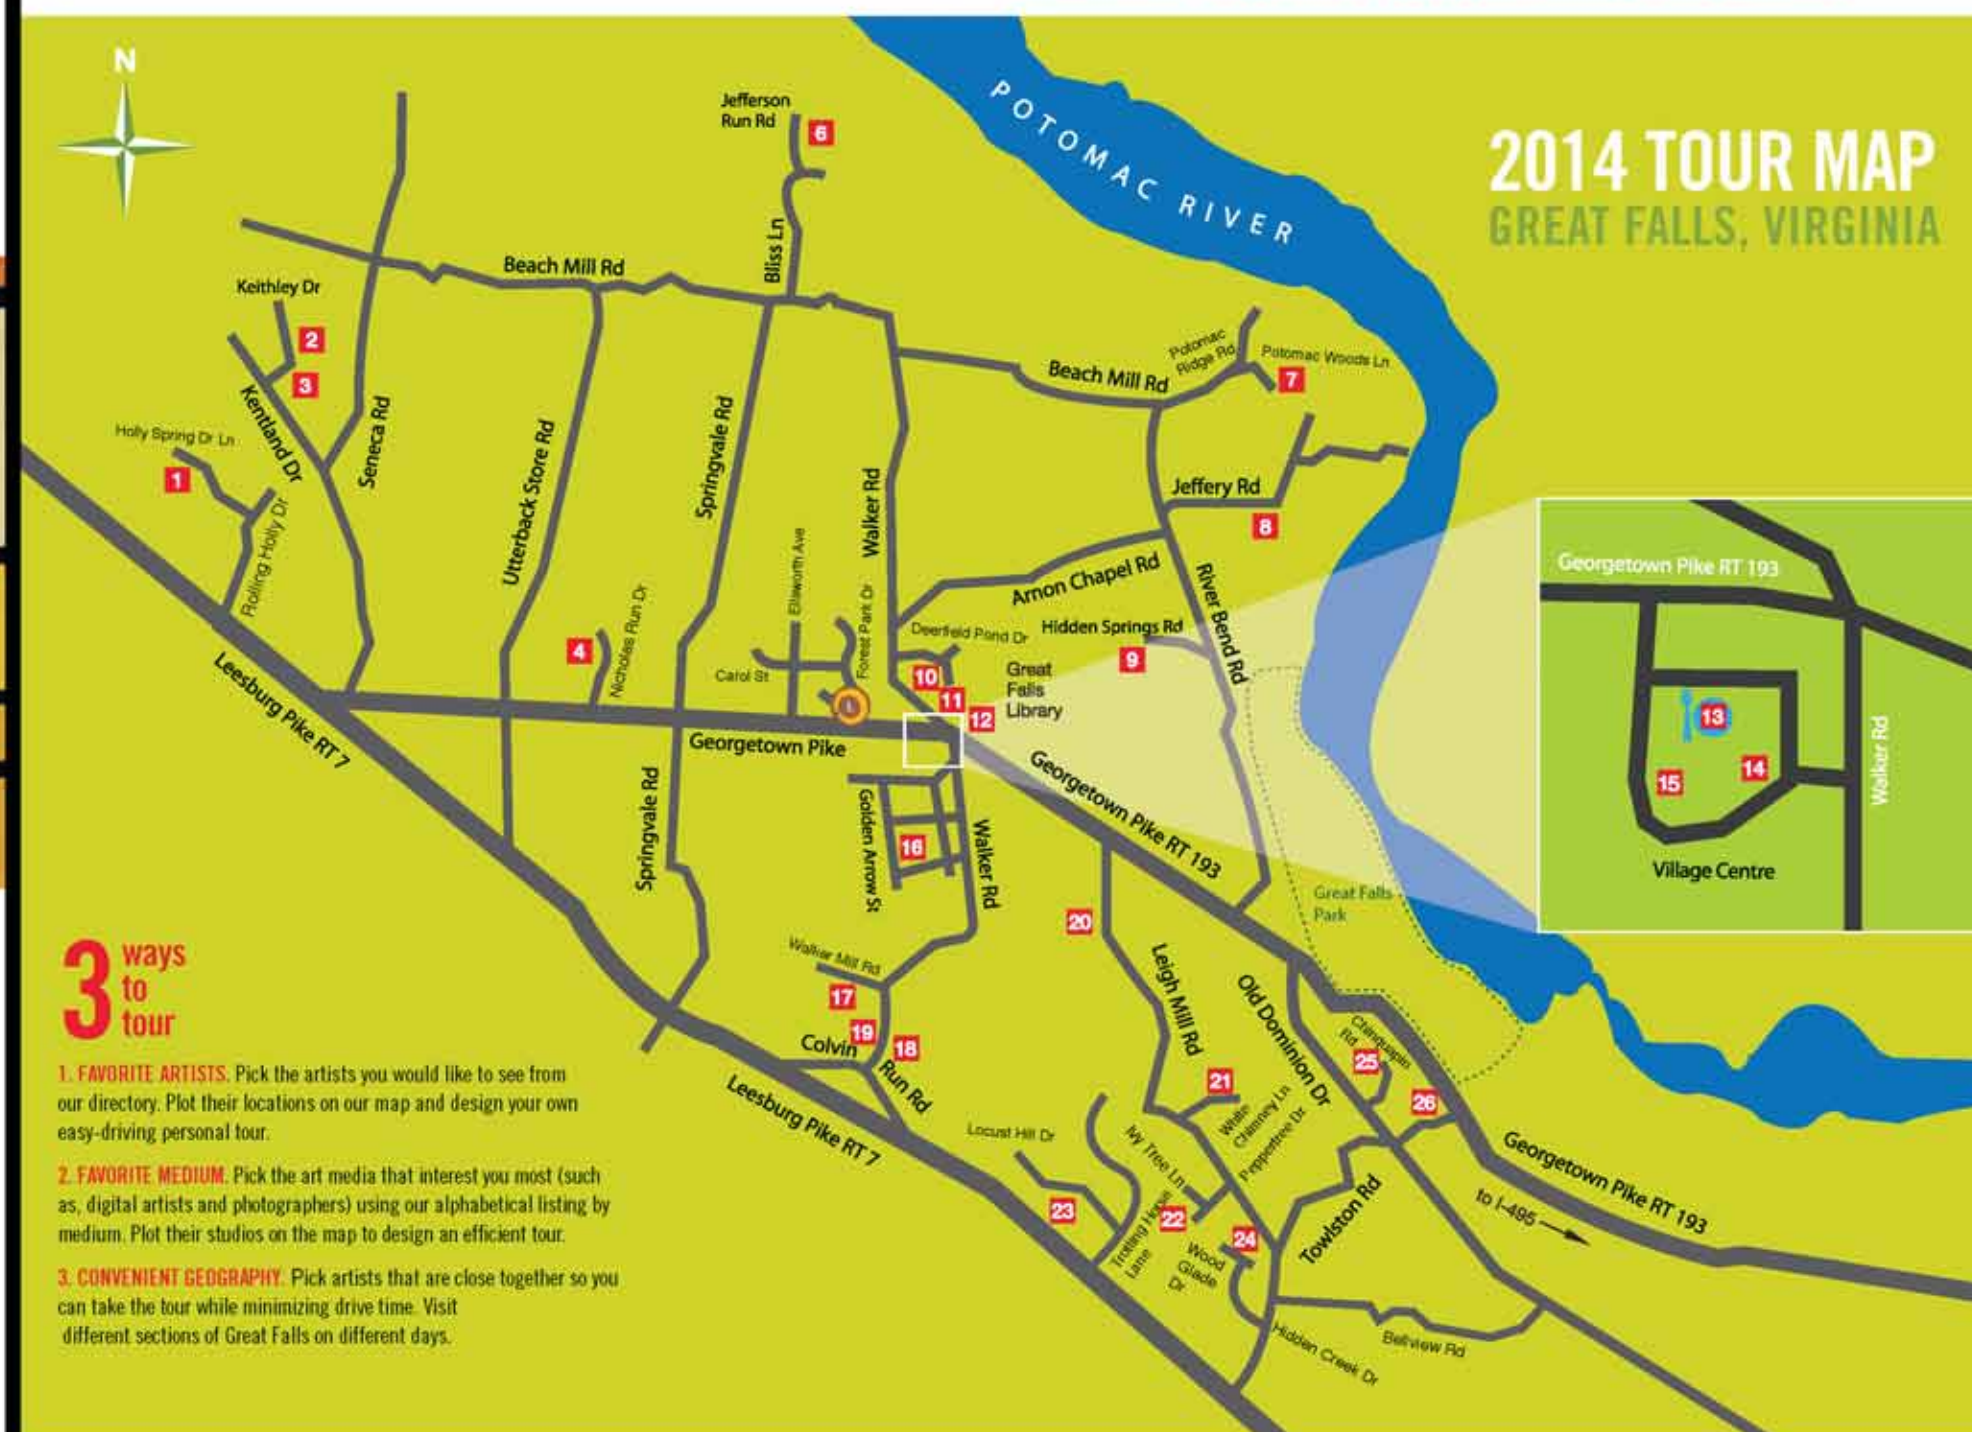 N
2014 TOUR MAP
GREAT FALLS, VIRGINIA
POTOMAC RIVER
Jefferson
Run Rd
6
Bliss Ln
Beach Mill Rd
Keithley Dr
2
3
Kentland Dr
Seneca Rd
Holly Spring Dr Ln
1
Rolling Holly Dr
Utterback Store Rd
Springvale Rd
Walker Rd
Beach Mill Rd
Potomac
Ridge Rd
Potomac Woods Ln
7
Jeffery Rd
8
Arnon Chapel Rd
River Bend Rd
Hidden Springs Rd
9
Deerfield Pond Dr
Ellsworth Ave
Forest Park Dr
Nicholas Run Dr
4
Carol St
10
11
12
Great
Falls
Library
Leesburg Pike RT 7
Georgetown Pike
Georgetown Pike RT 193
Springvale Rd
Golden Arrow St
16
Walker Rd
Great Falls
Park
Georgetown Pike RT 193
13
14
15
Walker Rd
Village Centre
20
Leigh Mill Rd
Old Dominion Dr
Walker Mill Rd
17
19
18
Colvin
Run Rd
Leesburg Pike RT 7
Chinquapin
Rd
25
26
21
White
Chimney Ln
Peppertree Dr
Ivy Tree Ln
22
Locust Hill Dr
23
Trotting Horse
Lane
24
Wood
Glade
Dr
Towlston Rd
to I-495
Georgetown Pike RT 193
Hidden Creek Dr
Bellview Rd
3 ways
to
tour
1. FAVORITE ARTISTS. Pick the artists you would like to see from
our directory. Plot their locations on our map and design your own
easy-driving personal tour.
2. FAVORITE MEDIUM. Pick the art media that interest you most (such
as, digital artists and photographers) using our alphabetical listing by
medium. Plot their studios on the map to design an efficient tour.
3. CONVENIENT GEOGRAPHY. Pick artists that are close together so you
can take the tour while minimizing drive time. Visit
different sections of Great Falls on different days.